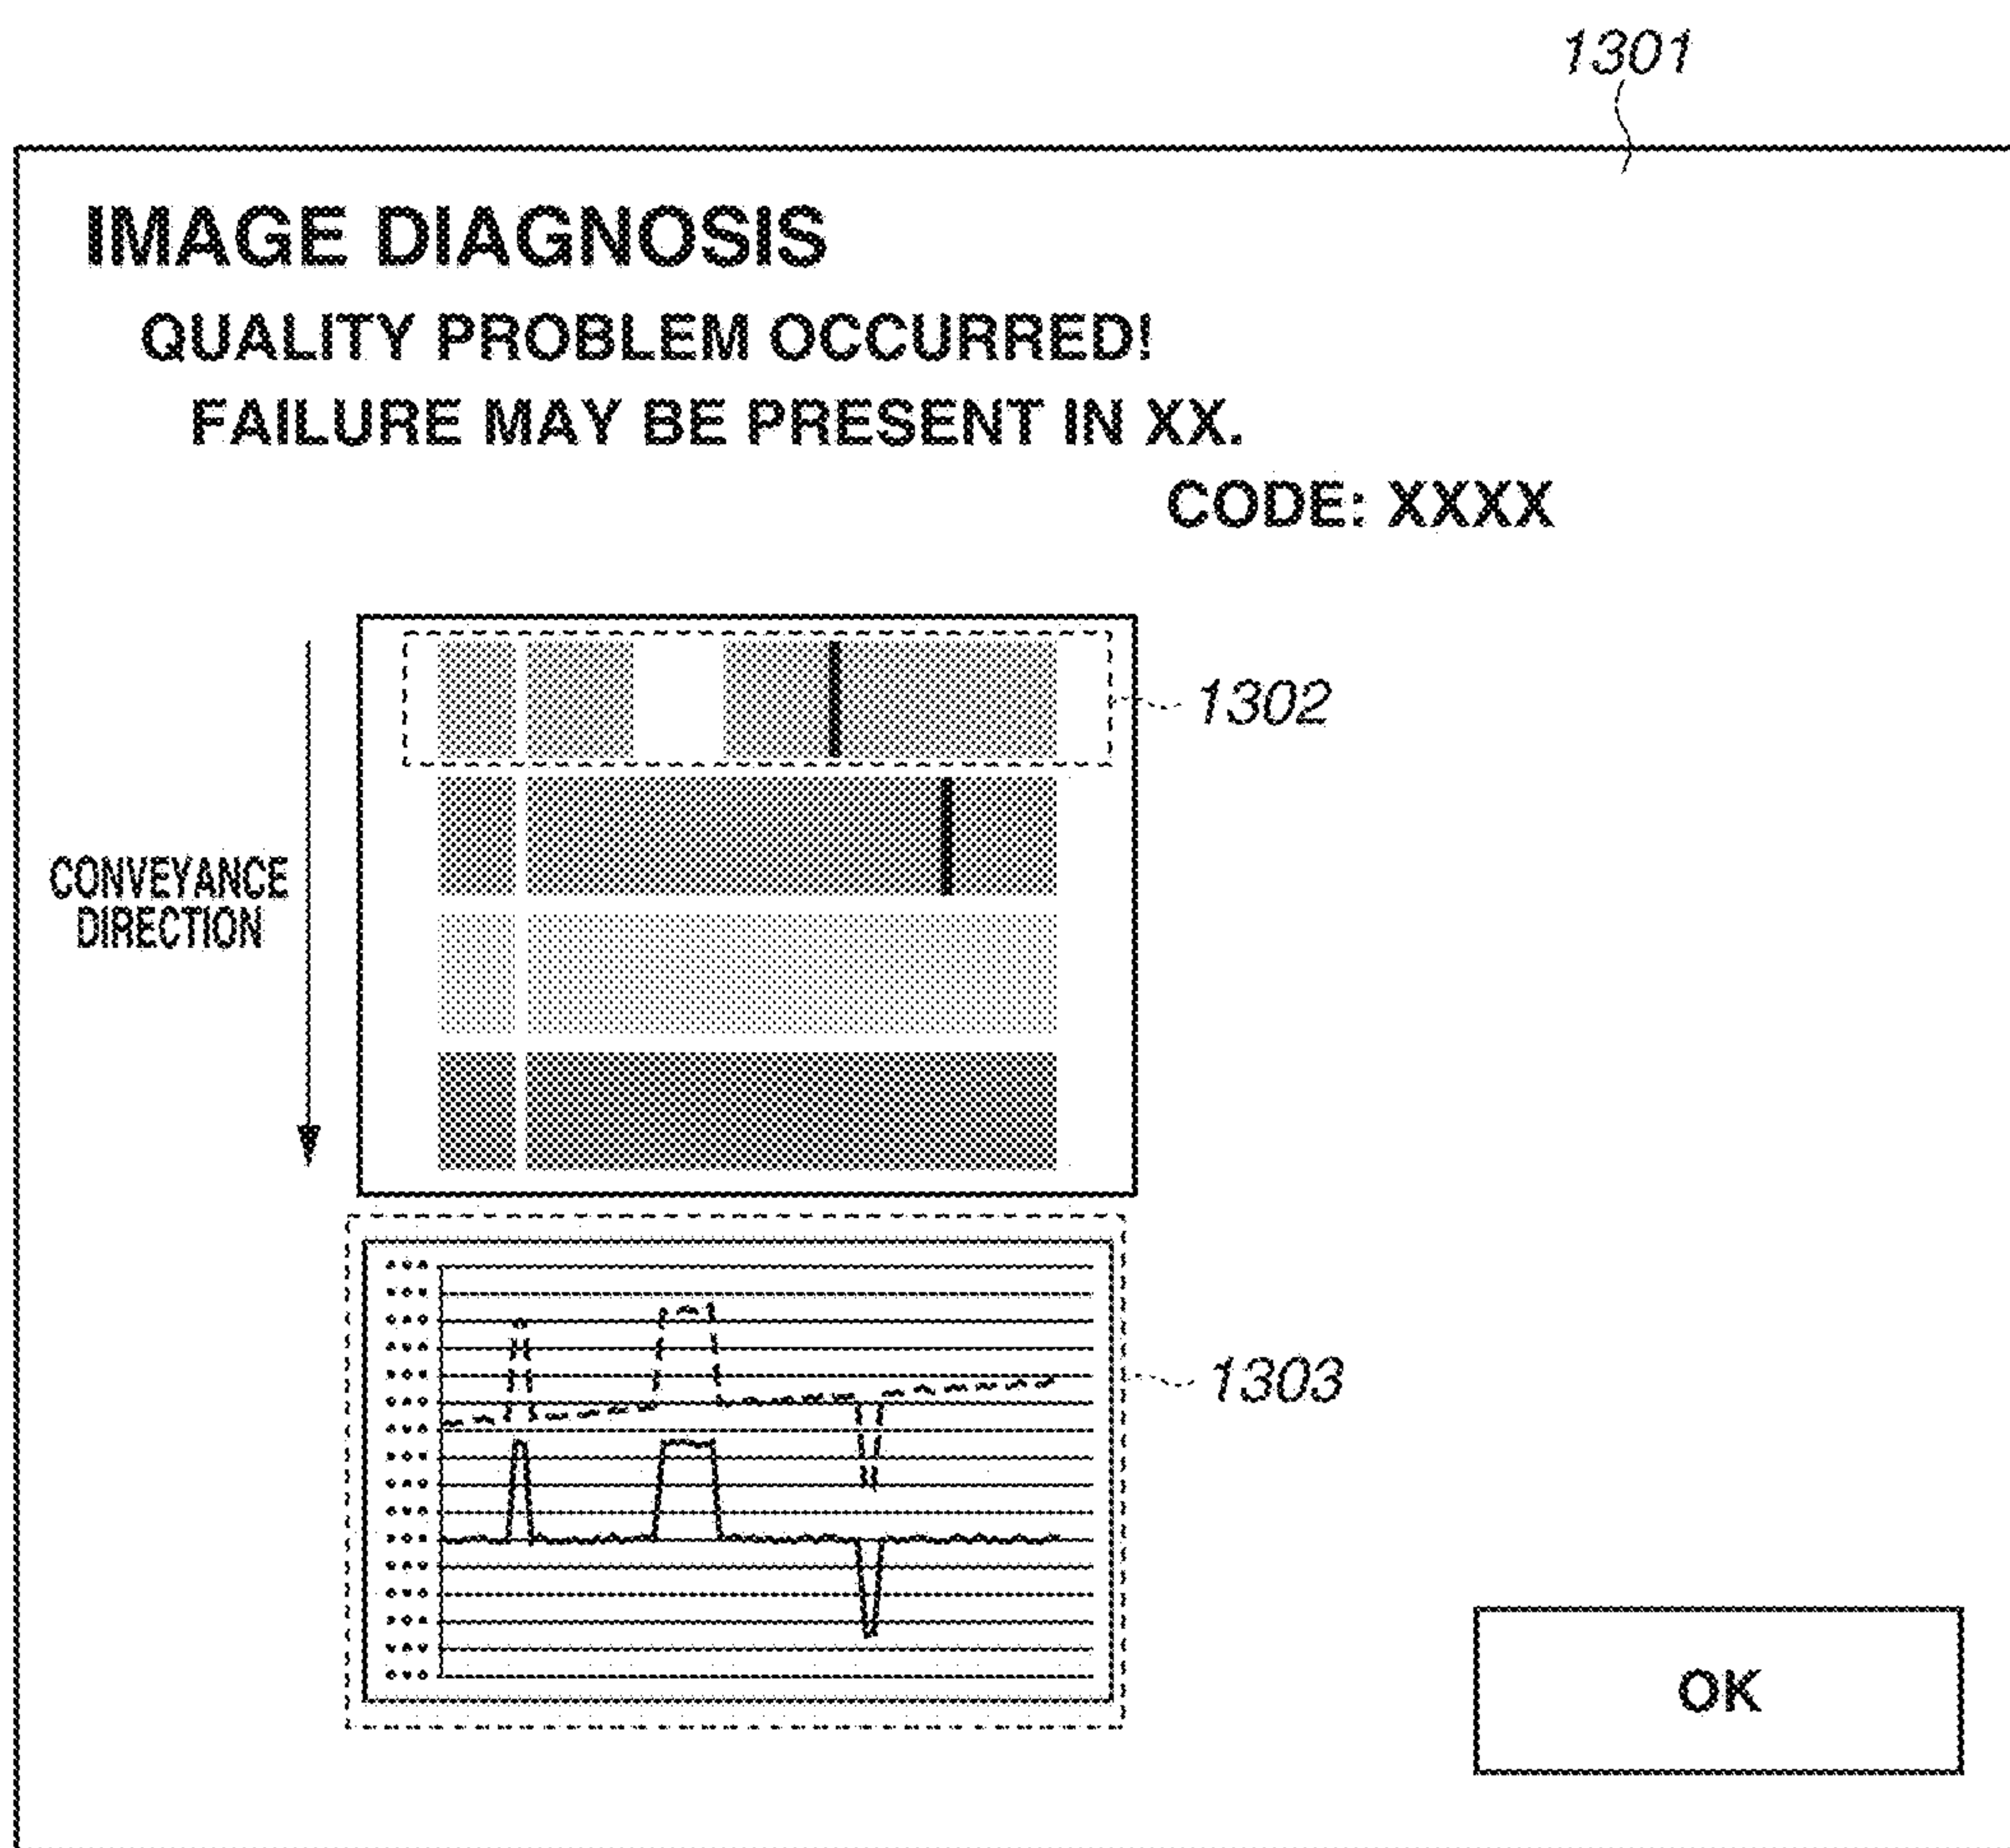 1301
IMAGE DIAGNOSIS
QUALITY PROBLEM OCCURRED!
FAILURE MAY BE PRESENT IN XX.
CODE: XXXX
1302
CONVEYANCE
DIRECTION
1303
OK